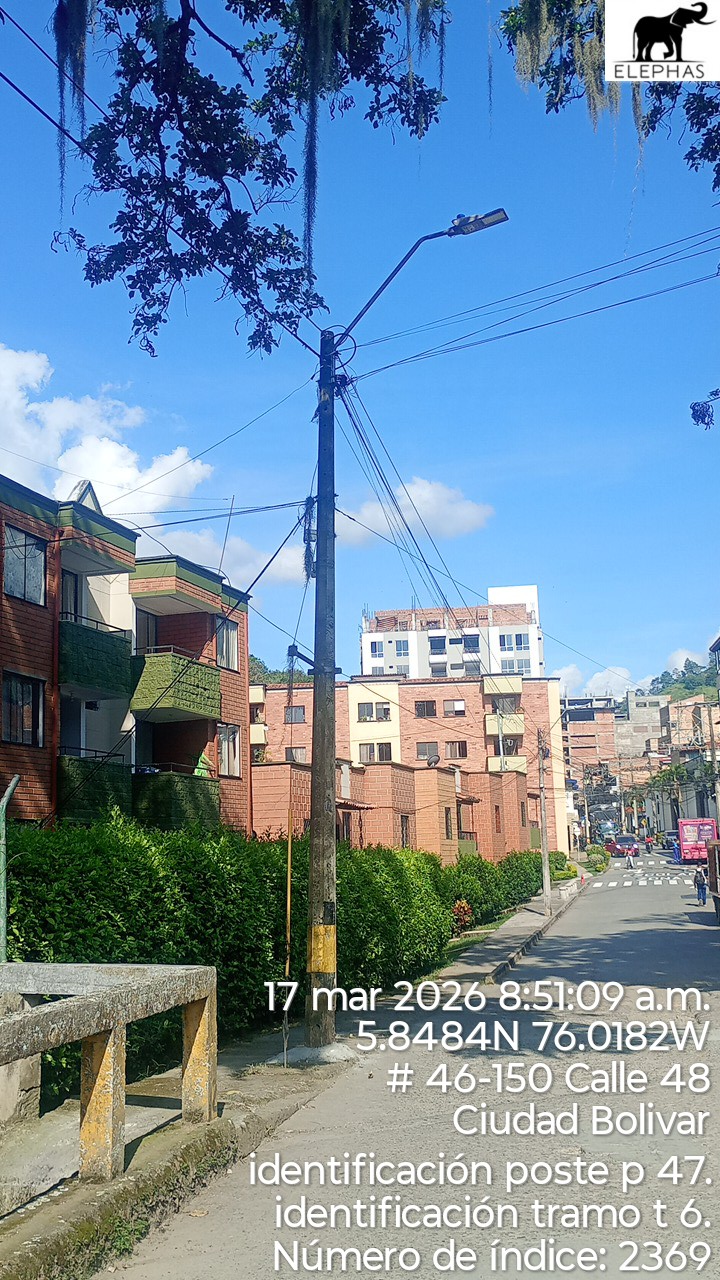 ELEPHAS
17 mar 2026 8:51:09 a.m.
5.8484N 76.0182W
# 46-150 Calle 48
Ciudad Bolivar
identificación poste p 47.
identificación tramo t 6.
Número de índice: 2369